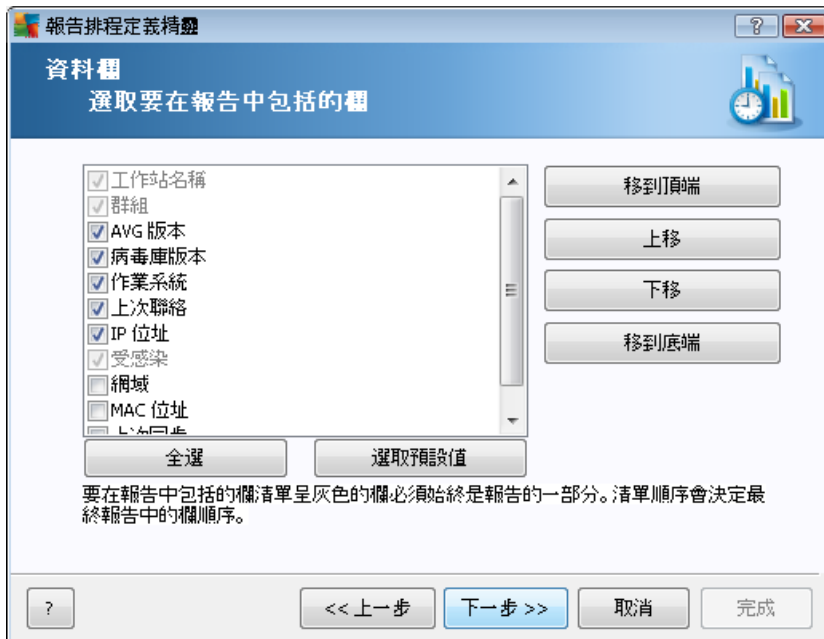 報告排程定義精靈
資料欄
選取要在報告中包括的欄
工作站名稱
群組
AVG 版本
病毒庫版本
作業系統
上次聯絡
IP 位址
受感染
網域
MAC 位址
上次同步
移到頂端
上移
下移
移到底端
全選
選取預設值
要在報告中包括的欄清單呈灰色的欄必須始終是報告的一部分。清單順序會決定最
終報告中的欄順序。
?
<< 上一步
下一步 >>
取消
完成